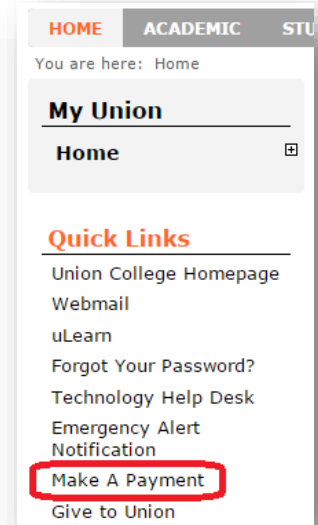 HOME ACADEMIC
You are here: Home
My Union
Home
Quick Links
Union College Homepage
Webmail
uLearn
Forgot Your Password?
Technology Help Desk
Emergency Alert
Notification
Make A Payment
Give to Union